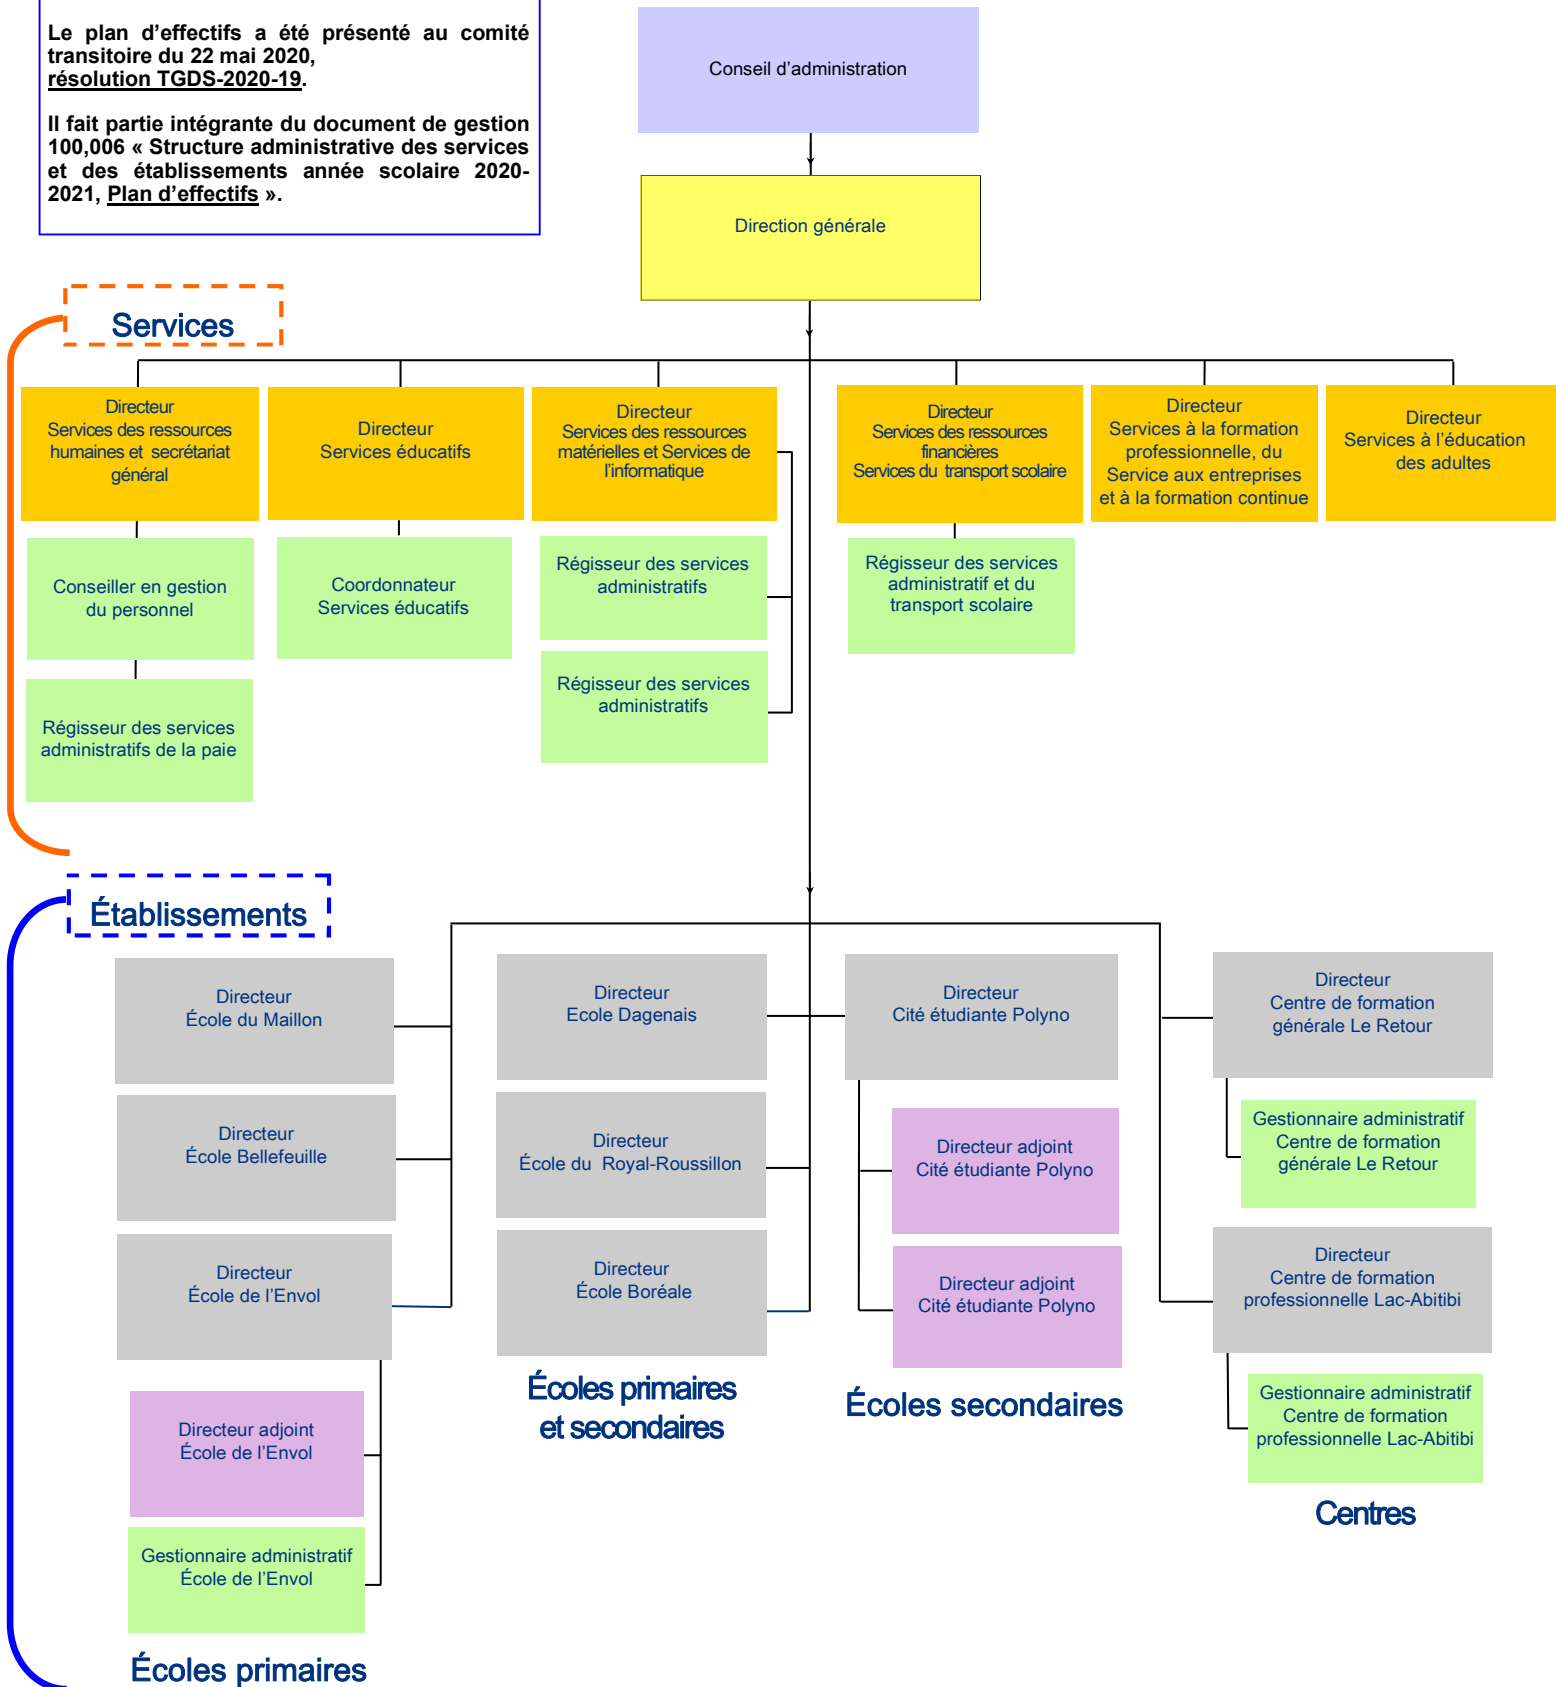 Le plan d’effectifs a été présenté au comité
transitoire du 22 mai 2020,
résolution TGDS-2020-19.
Il fait partie intégrante du document de gestion
100,006 « Structure administrative des services
et des établissements année scolaire 2020-
2021, Plan d’effectifs ».
Conseil d'administration
Direction générale
Services
Directeur
Services des ressources
humaines et secrétariat
général
Directeur
Services éducatifs
Directeur
Services des ressources
matérielles et Services de
l’informatique
Directeur
Services des ressources
financières
Services du transport scolaire
Directeur
Services à la formation
professionnelle, du
Service aux entreprises
et à la formation continue
Directeur
Services à l’éducation
des adultes
Conseiller en gestion
du personnel
Coordonnateur
Services éducatifs
Régisseur des services
administratifs
Régisseur des services
administratif et du
transport scolaire
Régisseur des services
administratifs de la paie
Régisseur des services
administratifs
Établissements
Directeur
École du Maillon
Directeur
Ecole Dagenais
Directeur
Cité étudiante Polyno
Directeur
Centre de formation
générale Le Retour
Directeur
École Bellefeuille
Directeur
École du Royal-Roussillon
Directeur adjoint
Cité étudiante Polyno
Gestionnaire administratif
Centre de formation
générale Le Retour
Directeur
École de l’Envol
Directeur
École Boréale
Directeur adjoint
Cité étudiante Polyno
Directeur
Centre de formation
professionnelle Lac-Abitibi
Écoles primaires
et secondaires
Écoles secondaires
Gestionnaire administratif
Centre de formation
professionnelle Lac-Abitibi
Directeur adjoint
École de l’Envol
Centres
Gestionnaire administratif
École de l’Envol
Écoles primaires